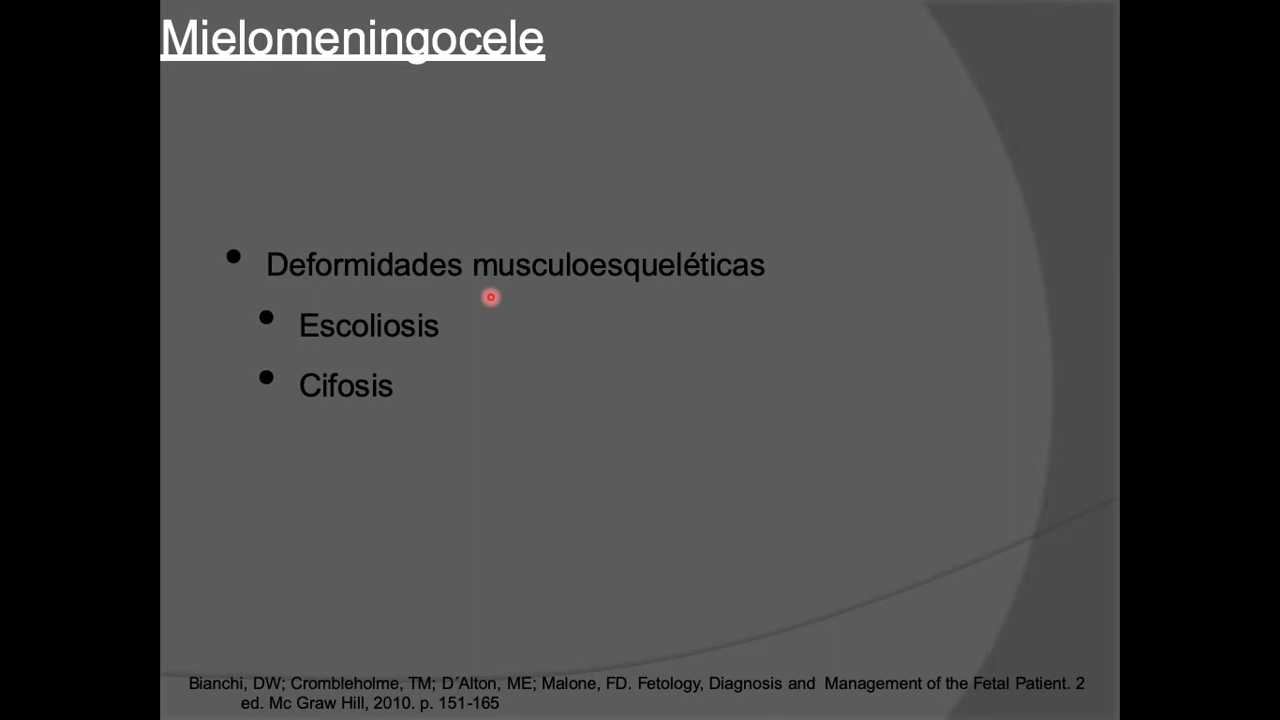 Mielomeningocele
• Deformidades musculoesqueléticas
• Escoliosis
• Cifosis
Bianchi, DW; Crombleholme, TM; D´Alton, ME; Malone, FD. Fetology, Diagnosis and Management of the Fetal Patient. 2
ed. Mc Graw Hill, 2010. p. 151-165